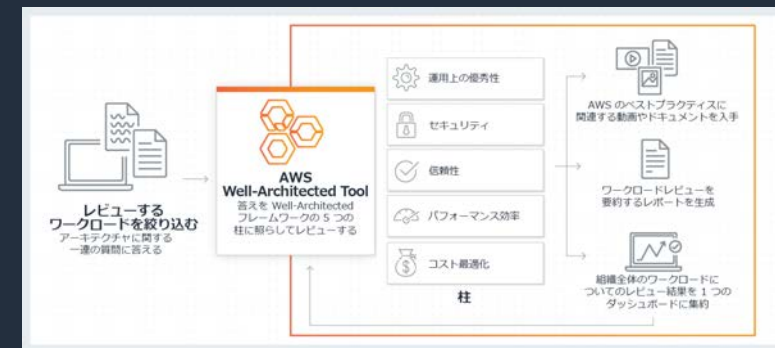 レビューする
ワークロードを絞り込む
アーキテクチャに関する
一連の質問に答える
AWS
Well-Architected Tool
答えを Well-Architected
フレームワークの 5 つの
柱に照らしてレビューする
運用上の優秀性
セキュリティ
信頼性
パフォーマンス効率
コスト最適化
柱
AWS のベストプラクティスに
関連する動画やドキュメントを入手
ワークロードレビューを
要約するレポートを生成
組織全体のワークロードに
ついてのレビュー結果を 1 つの
ダッシュボードに集約